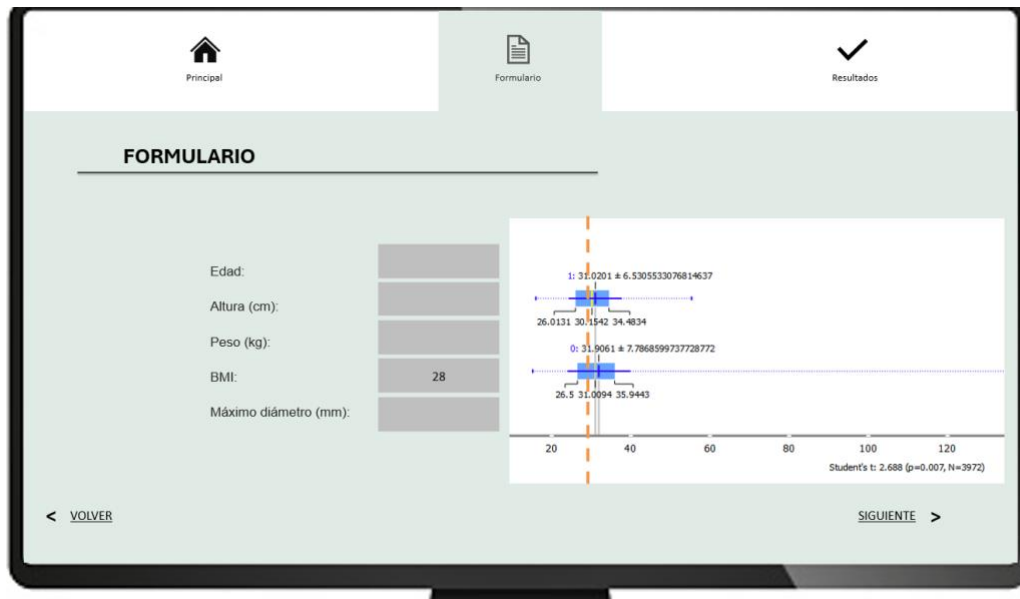 Principal
Formulario
Resultados
FORMULARIO
Edad:
Altura (cm):
Peso (kg):
BMI: 28
Máximo diámetro (mm):
1: 31.0201 ± 6.5305533076814637
26.0131 30.1542 34.4834
0: 31.9061 ± 7.7868599737728772
26.5 31.0094 35.9443
20 40 60 80 100 120
Student's t: 2.688 (p=0.007, N=3972)
< VOLVER
SIGUIENTE >